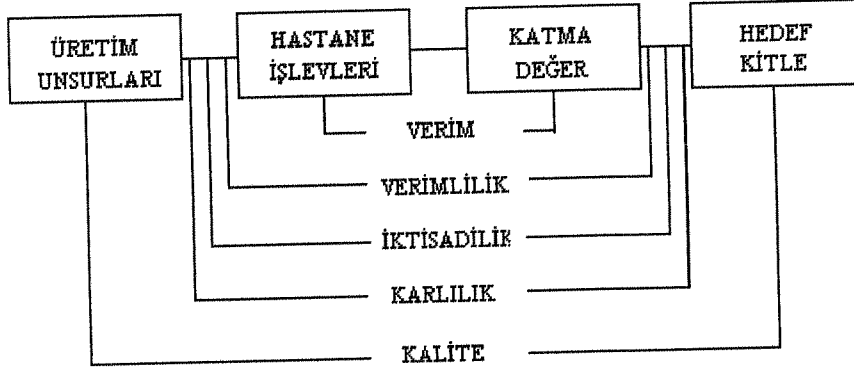 ÜRETİM
UNSURLARI
HASTANE
İŞLEVLERİ
KATMA
DEĞER
HEDEF
KİTLE
VERİM
VERİMLİLİK
İKTİSADİLİK
KARLILIK
KALİTE